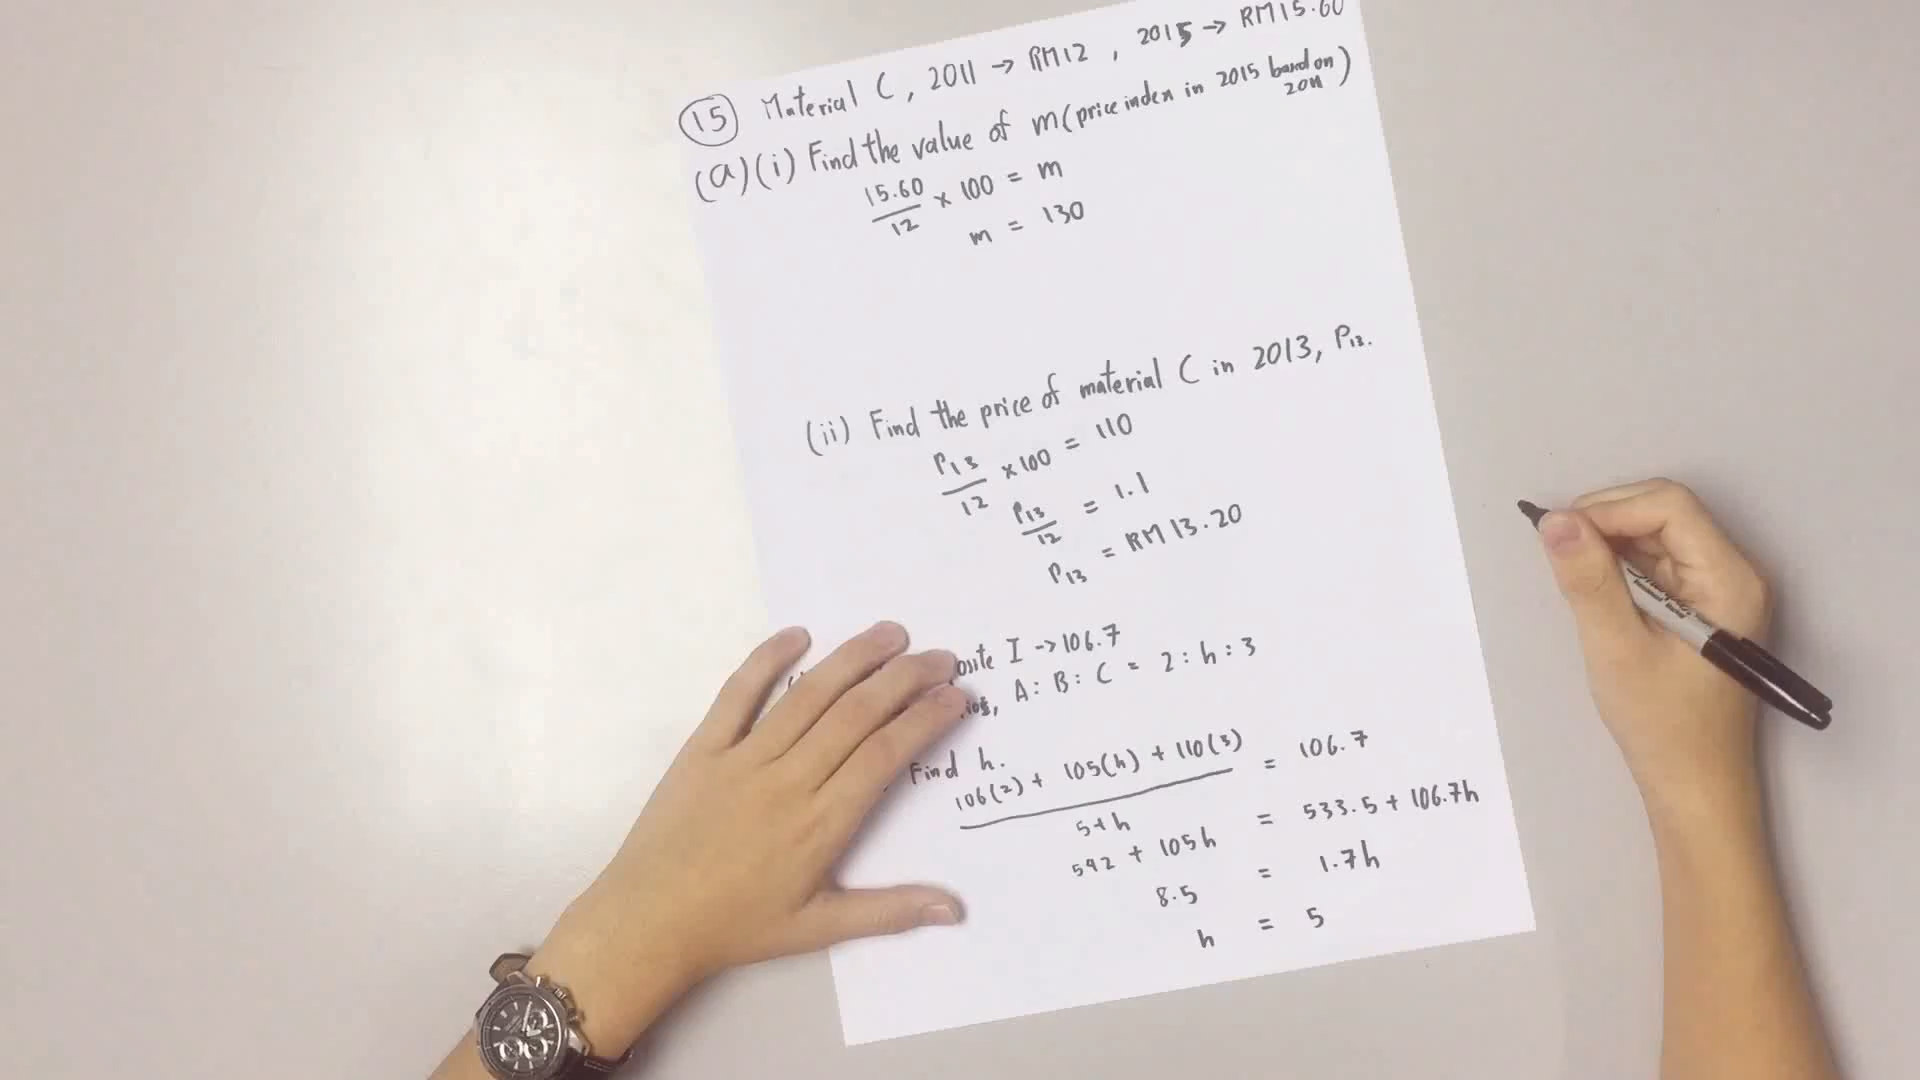 15 Material C, 2011 → RM12 , 2015 → RM15.60
(a)(i) Find the value of m (price index in 2015 based on 2011)
15.60/12 × 100 = m
m = 130
(ii) Find the price of material C in 2013, P13.
P13/12 × 100 = 110
P13/12 = 1.1
P13 = RM13.20
I → 106.7
A : B : C = 2 : h : 3
Find h.
106(2) + 105(h) + 110(3) / 5+h = 106.7
542 + 105h = 533.5 + 106.7h
8.5 = 1.7h
h = 5